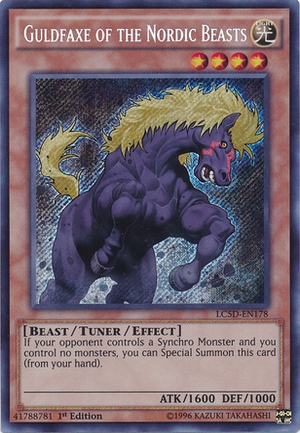 Guldfaxe of the Nordic Beasts
LIGHT
光
LC5D-EN178
[Beast / Tuner / Effect]
If your opponent controls a Synchro Monster and you
control no monsters, you can Special Summon this card
(from your hand).
ATK/1600 DEF/1000
41788781 1st Edition ©1996 KAZUKI TAKAHASHI